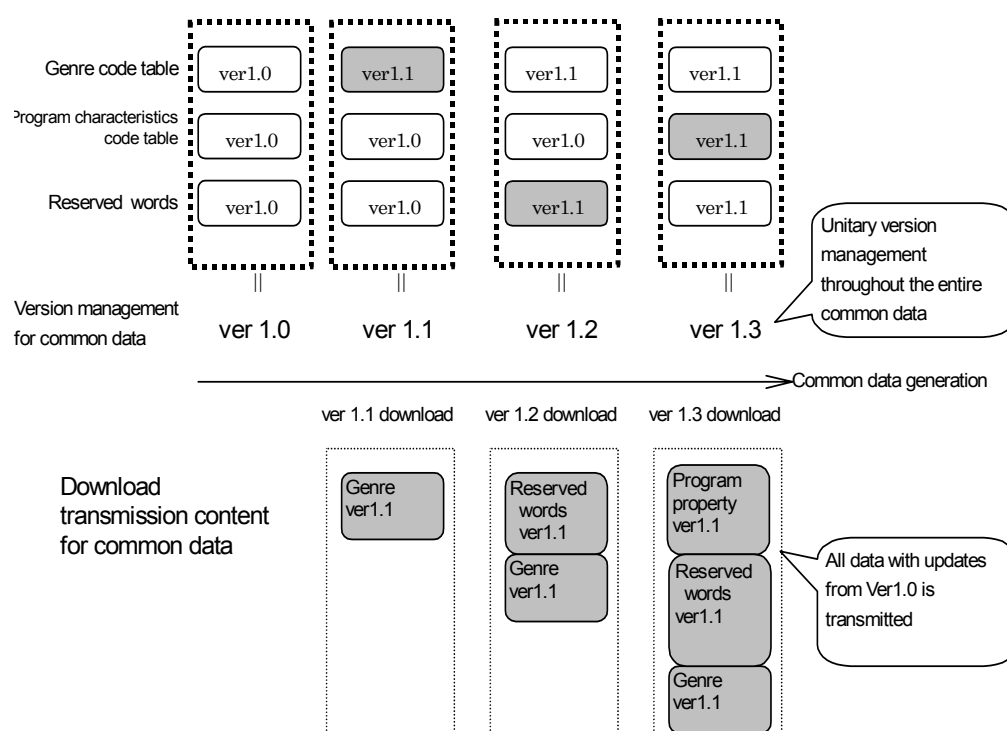 Genre code table
ver1.0
ver1.1
ver1.1
ver1.1
Program characteristics
code table
ver1.0
ver1.0
ver1.0
ver1.1
Reserved words
ver1.0
ver1.0
ver1.1
ver1.1
Unitary version
management
throughout the entire
common data
||
||
||
||
Version management
for common data
ver 1.0
ver 1.1
ver 1.2
ver 1.3
Common data generation
ver 1.1 download
ver 1.2 download
ver 1.3 download
Download
transmission content
for common data
Genre
ver1.1
Reserved
words
ver1.1
Genre
ver1.1
Program
property
ver1.1
Reserved
words
ver1.1
Genre
ver1.1
All data with updates
from Ver1.0 is
transmitted